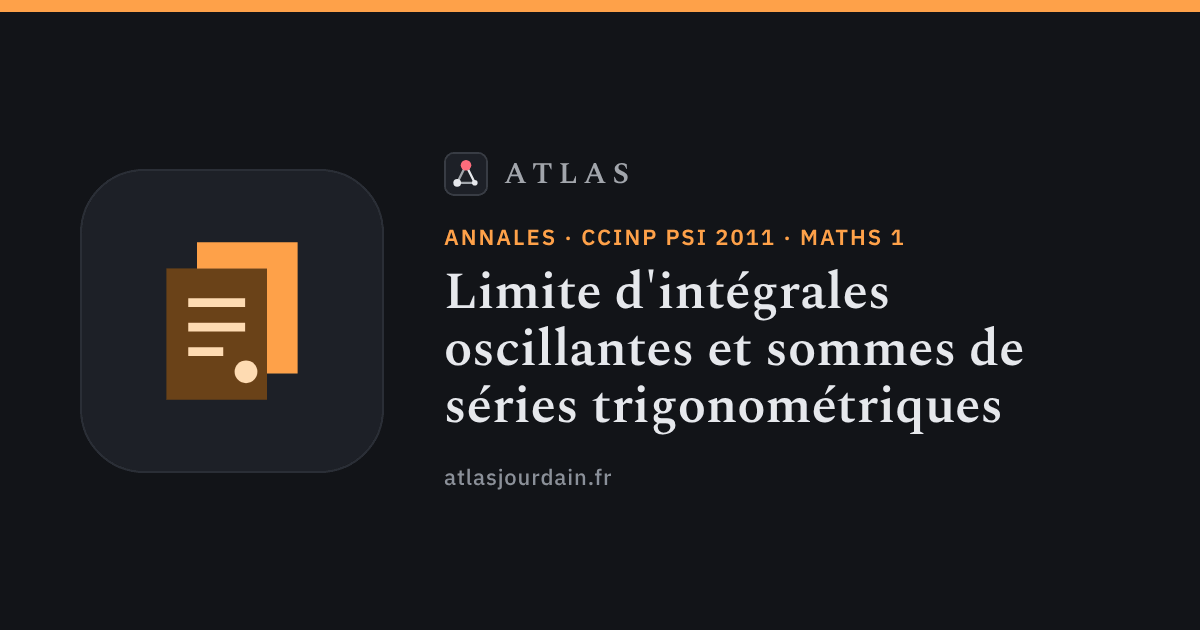 ATLAS
ANNALES · CCINP PSI 2011 · MATHS 1
Limite d'intégrales
oscillantes et sommes de
séries trigonométriques
atlasjourdain.fr